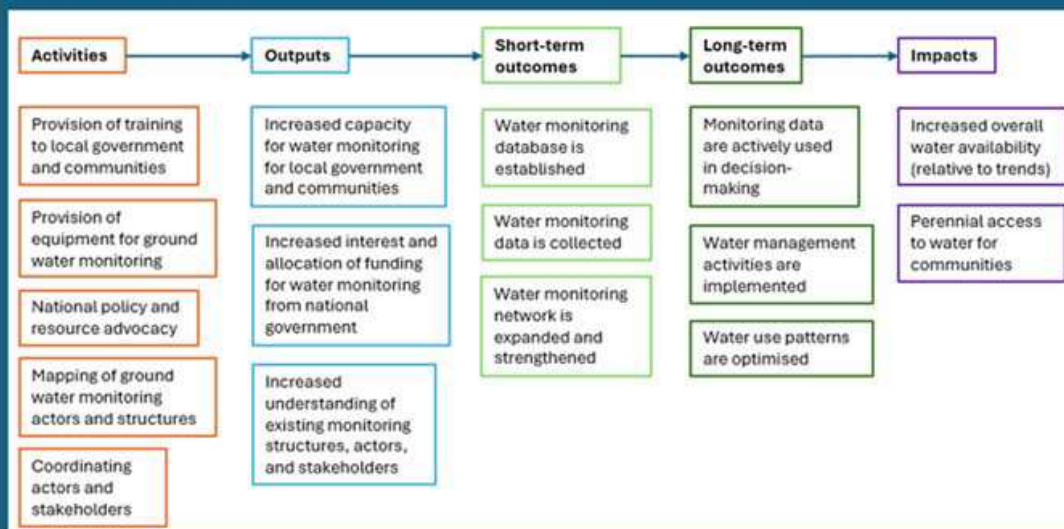 Activities
Outputs
Short-term
outcomes
Long-term
outcomes
Impacts
Provision of training
to local government
and communities
Provision of
equipment for ground
water monitoring
National policy and
resource advocacy
Mapping of ground
water monitoring
actors and structures
Coordinating
actors and
stakeholders
Increased capacity
for water monitoring
for local government
and communities
Increased interest and
allocation of funding
for water monitoring
from national
government
Increased
understanding of
existing monitoring
structures, actors,
and stakeholders
Water monitoring
database is
established
Water monitoring
data is collected
Water monitoring
network is
expanded and
strengthened
Monitoring data
are actively used
in decision-
making
Water management
activities are
implemented
Water use patterns
are optimised
Increased overall
water availability
(relative to trends)
Perennial access
to water for
communities